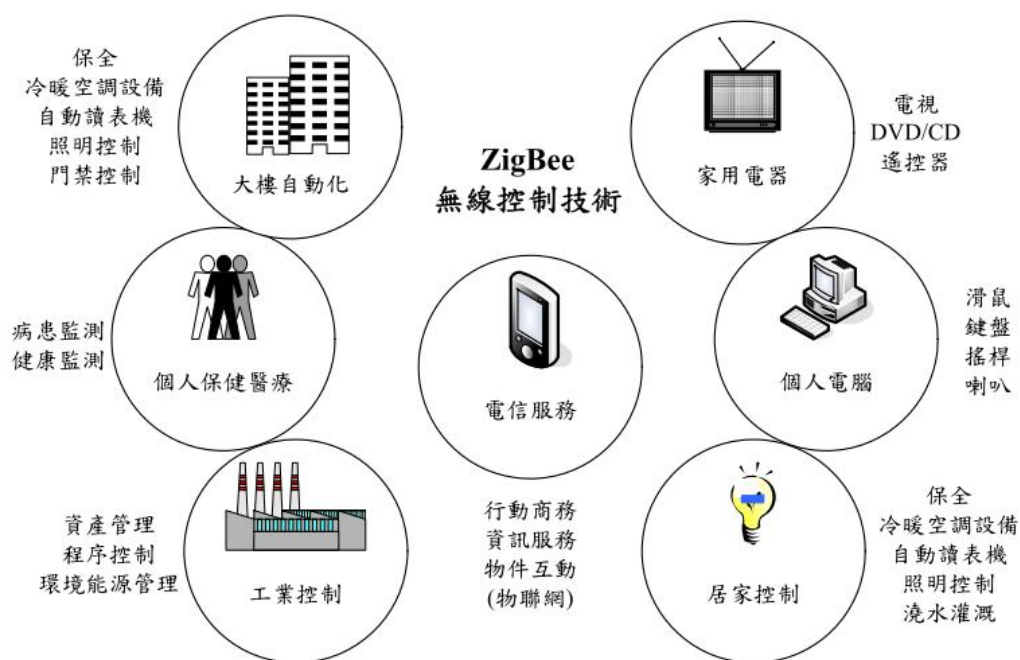 ZigBee
無線控制技術
保全
冷暖空調設備
自動讀表機
照明控制
門禁控制
大樓自動化
家用電器
電視
DVD/CD
遙控器
病患監測
健康監測
個人保健醫療
電信服務
行動商務
資訊服務
物件互動
(物聯網)
個人電腦
滑鼠
鍵盤
搖桿
喇叭
資產管理
程序控制
環境能源管理
工業控制
居家控制
保全
冷暖空調設備
自動讀表機
照明控制
澆水灌溉